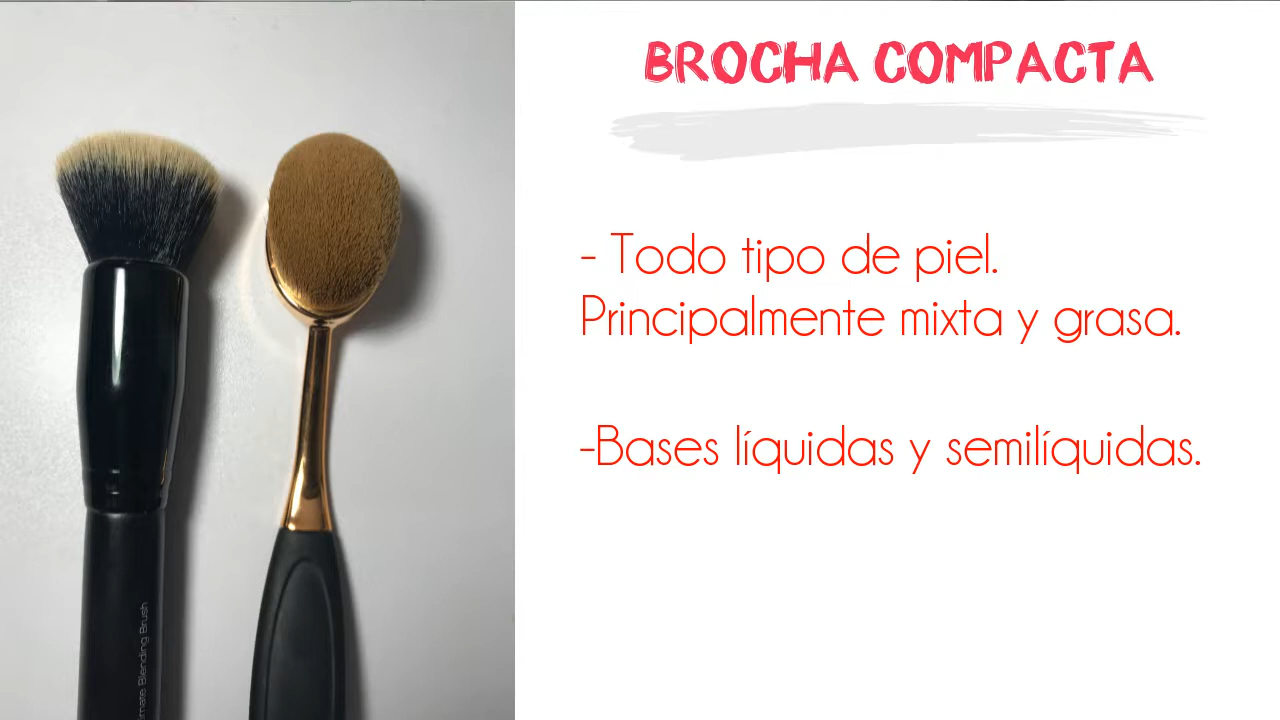 BROCHA COMPACTA
- Todo tipo de piel.
Principalmente mixta y grasa.
-Bases líquidas y semilíquidas.
Blending Brush